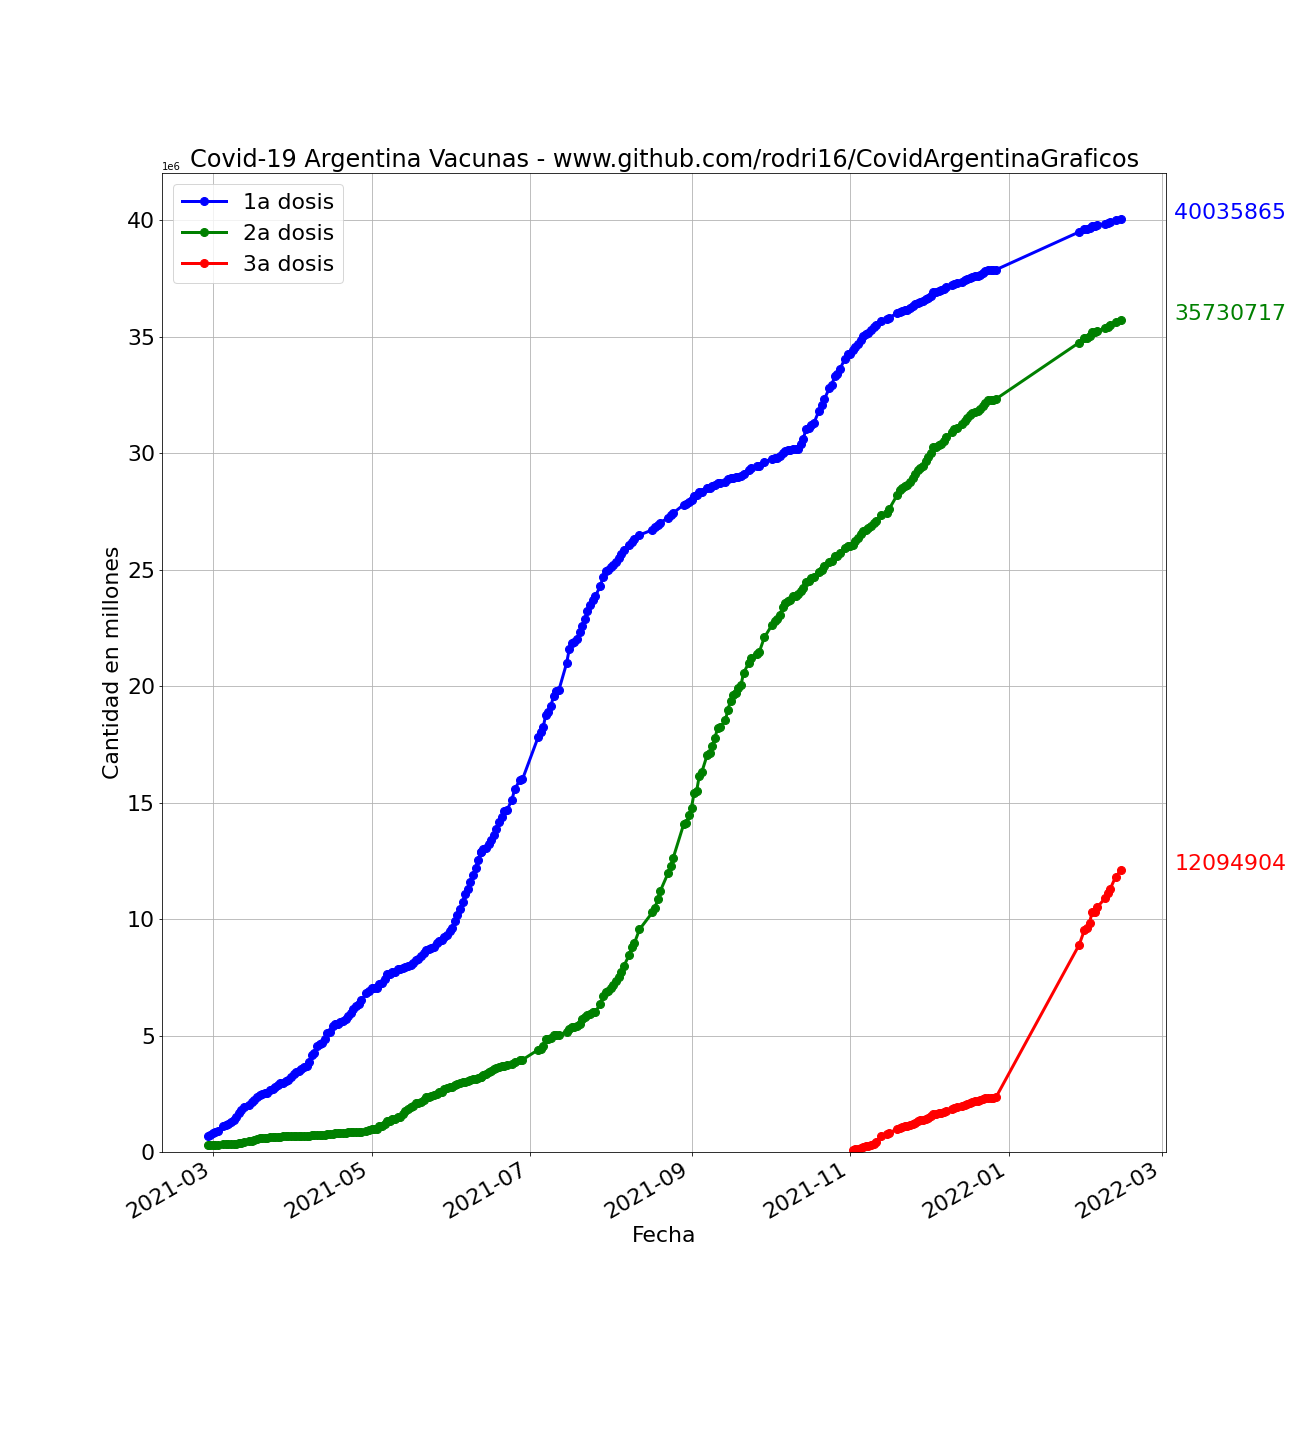 Covid-19 Argentina Vacunas - www.github.com/rodri16/CovidArgentinaGraficos
1e6
1a dosis
2a dosis
3a dosis
40035865
35730717
12094904
Cantidad en millones
40
35
30
25
20
15
10
5
0
2021-03
2021-05
2021-07
2021-09
2021-11
2022-01
2022-03
Fecha